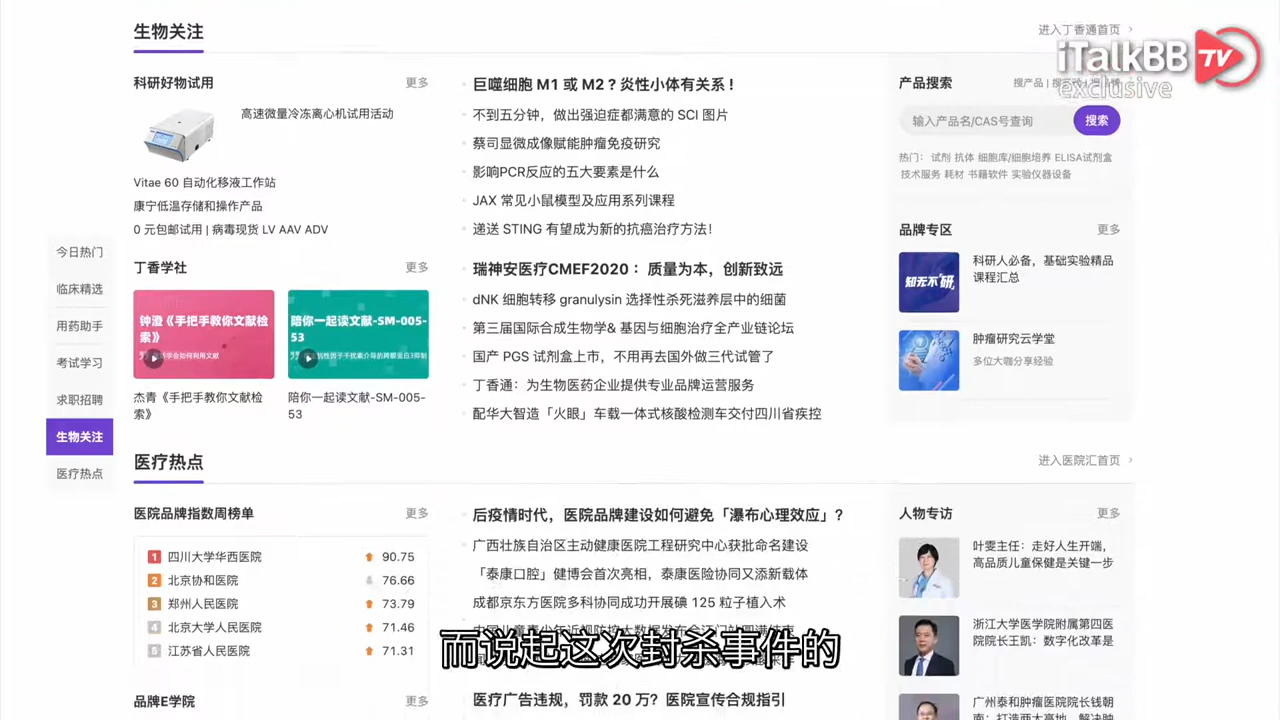 生物关注
进入丁香通首页
iTalkBB TV
exclusive
科研好物试用
更多
高速微量冷冻离心机试用活动
Vitae 60 自动化移液工作站
康宁低温存储和操作产品
0 元包邮试用 | 病毒现货 LV AAV ADV
丁香学社
更多
钟澄《手把手教你文献检
索》
学会如何利用文献
陪你一起读文献-SM-005-
53
杰青《手把手教你文献检
索》
陪你一起读文献-SM-005-
53
巨噬细胞 M1 或 M2？炎性小体有关系！
不到五分钟，做出强迫症都满意的 SCI 图片
蔡司显微成像赋能肿瘤免疫研究
影响PCR反应的五大要素是什么
JAX 常见小鼠模型及应用系列课程
递送 STING 有望成为新的抗癌治疗方法！
瑞神安医疗CMEF2020：质量为本，创新致远
dNK 细胞转移 granulysin 选择性杀死滋养层中的细菌
第三届国际合成生物学& 基因与细胞治疗全产业链论坛
国产 PGS 试剂盒上市，不用再去国外做三代试管了
丁香通：为生物医药企业提供专业品牌运营服务
配华大智造「火眼」车载一体式核酸检测车交付四川省疾控
产品搜索
搜产品
输入产品名/CAS号查询
搜索
热门： 试剂 抗体 细胞库/细胞培养 ELISA试剂盒
技术服务 耗材 书籍软件 实验仪器设备
品牌专区
更多
知无不“研”
科研人必备，基础实验精品
课程汇总
肿瘤研究云学堂
多位大咖分享经验
今日热门
临床精选
用药助手
考试学习
求职招聘
生物关注
医疗热点
医疗热点
进入医院汇首页
医院品牌指数周榜单
更多
1 四川大学华西医院 90.75
2 北京协和医院 76.66
3 郑州人民医院 73.79
4 北京大学人民医院 71.46
5 江苏省人民医院 71.31
品牌E学院
更多
后疫情时代，医院品牌建设如何避免「瀑布心理效应」？
广西壮族自治区主动健康医院工程研究中心获批命名建设
「泰康口腔」健博会首次亮相，泰康医险协同又添新载体
成都京东方医院多科协同成功开展碘 125 粒子植入术
而说起这次封杀事件的
医疗广告违规，罚款 20 万？医院宣传合规指引
人物专访
更多
叶雯主任：走好人生开端，
高品质儿童保健是关键一步
浙江大学医学院附属第四医
院院长王凯：数字化改革是
广州泰和肿瘤医院院长钱朝